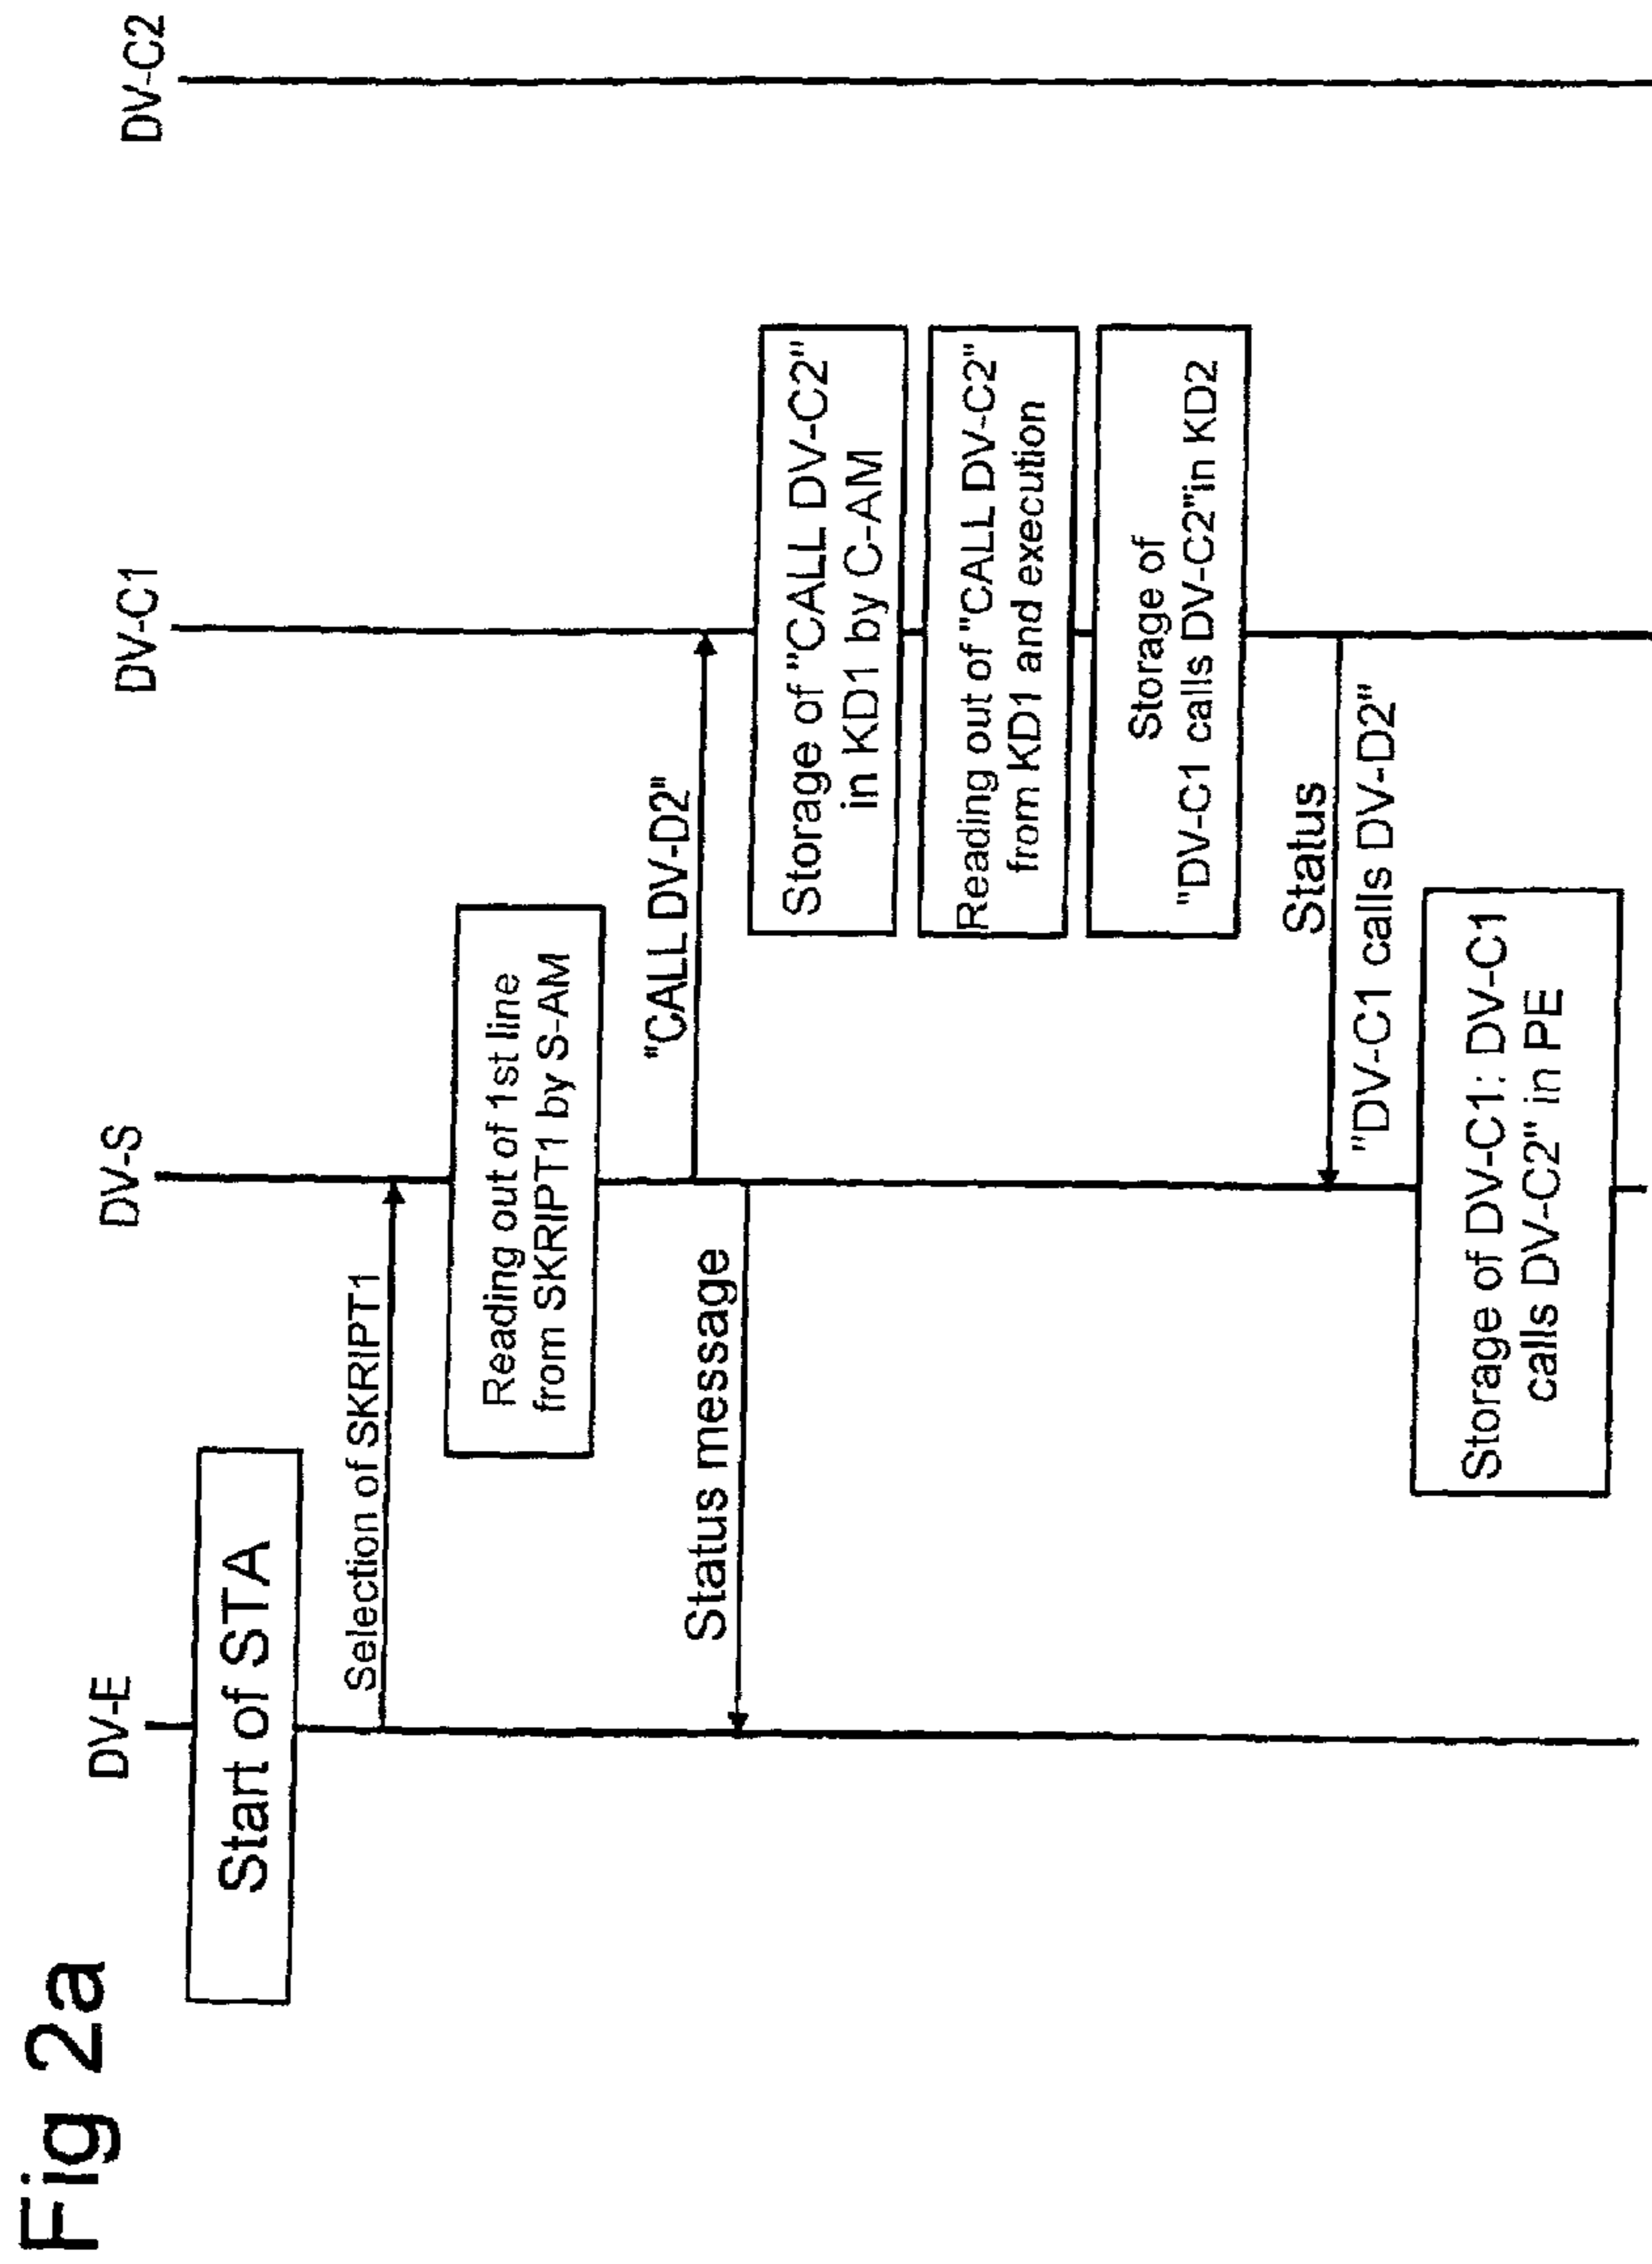 Fig 2a
DV-E
DV-S
DV-C1
DV-C2
Start of STA
Selection of SKRIPT1
Reading out of 1st line
from SKRIPT1 by S-AM
"CALL DV-D2"
Status message
Storage of "CALL DV-C2"
in KD1 by C-AM
Reading out of "CALL DV-C2"
from KD1 and execution
Storage of
"DV-C1 calls DV-C2"in KD2
Status
"DV-C1 calls DV-D2"
Storage of DV-C1: DV-C1
calls DV-C2" in PE